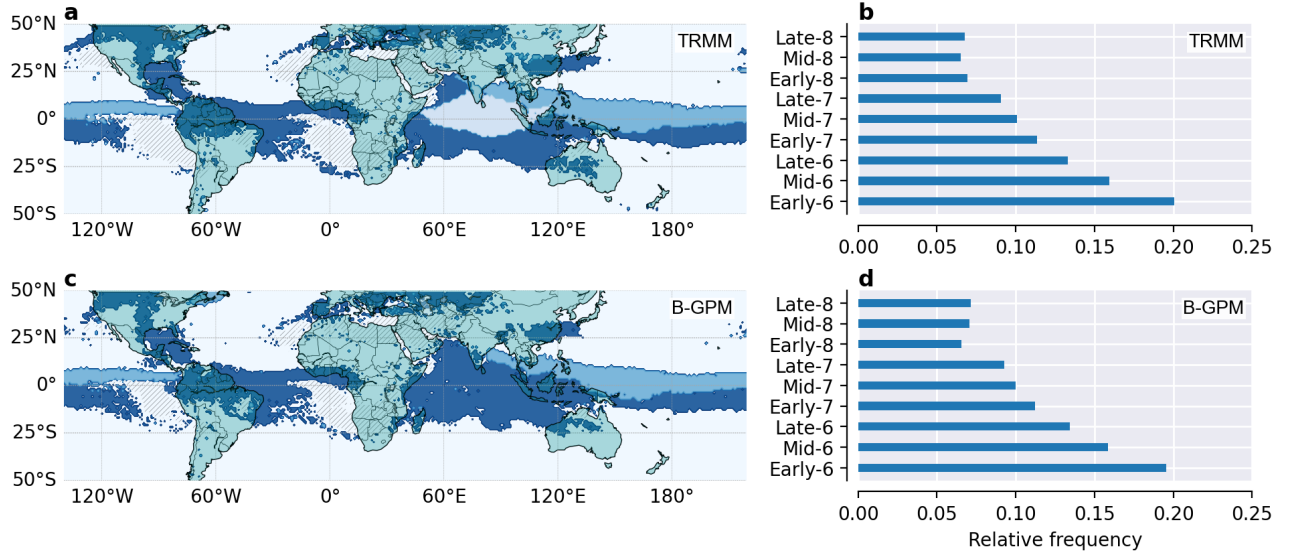 a
50°N
TRMM
25°N
0°
25°S
50°S
120°W 60°W 0° 60°E 120°E 180°
b
TRMM
Late-8
Mid-8
Early-8
Late-7
Mid-7
Early-7
Late-6
Mid-6
Early-6
0.00 0.05 0.10 0.15 0.20 0.25
c
50°N
B-GPM
25°N
0°
25°S
50°S
120°W 60°W 0° 60°E 120°E 180°
d
B-GPM
Late-8
Mid-8
Early-8
Late-7
Mid-7
Early-7
Late-6
Mid-6
Early-6
0.00 0.05 0.10 0.15 0.20 0.25
Relative frequency